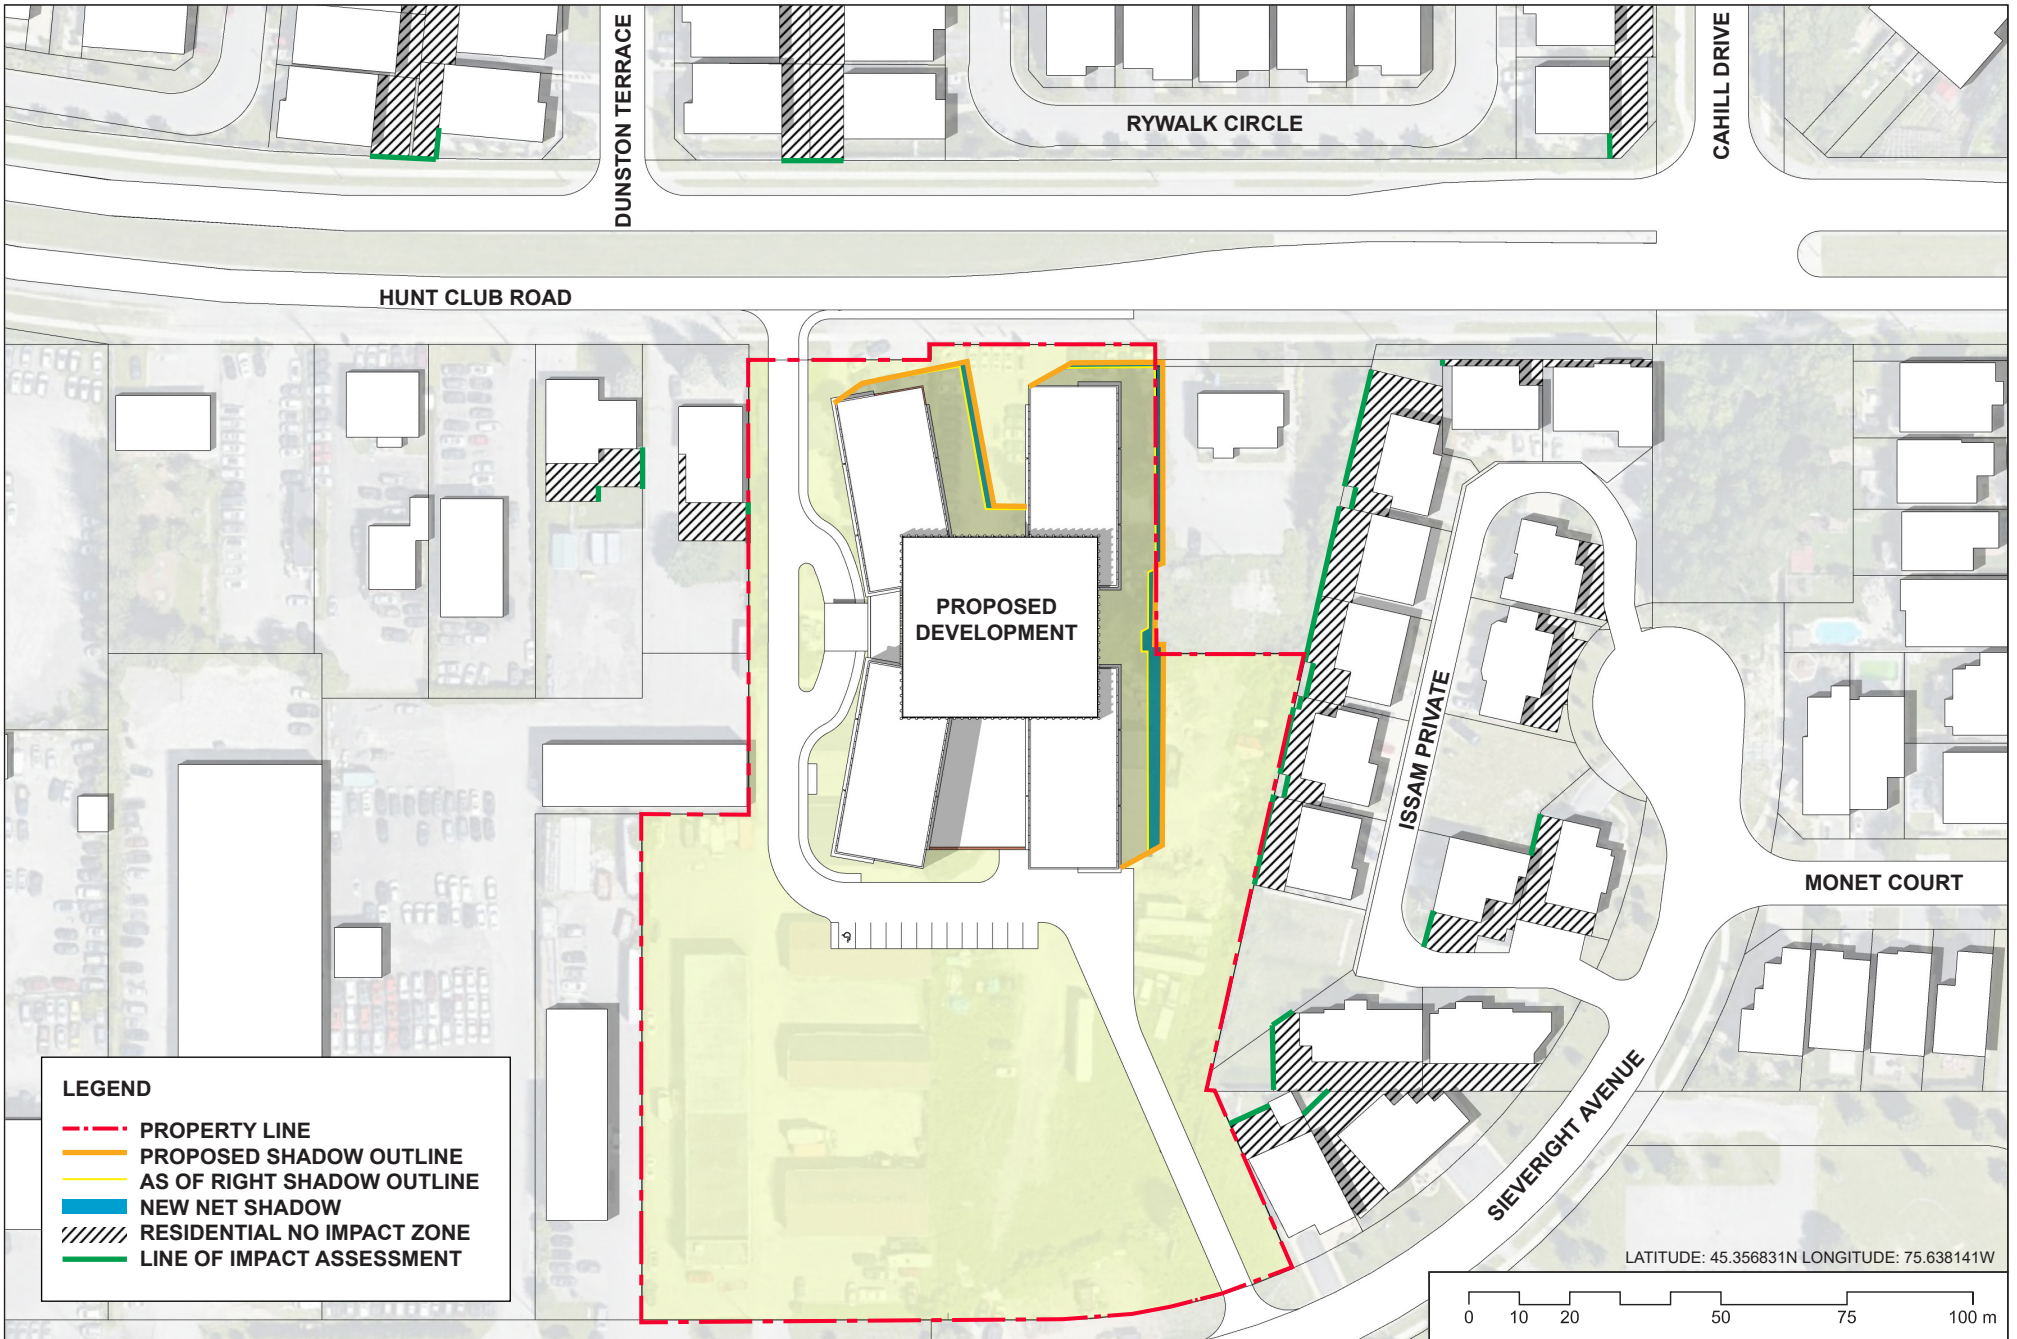 DUNSTON TERRACE
RYWALK CIRCLE
CAHILL DRIVE
HUNT CLUB ROAD
PROPOSED
DEVELOPMENT
ISSAM PRIVATE
MONET COURT
SIEVERIGHT AVENUE
LEGEND
PROPERTY LINE
PROPOSED SHADOW OUTLINE
AS OF RIGHT SHADOW OUTLINE
NEW NET SHADOW
RESIDENTIAL NO IMPACT ZONE
LINE OF IMPACT ASSESSMENT
LATITUDE: 45.356831N LONGITUDE: 75.638141W
0 10 20 50 75 100 m